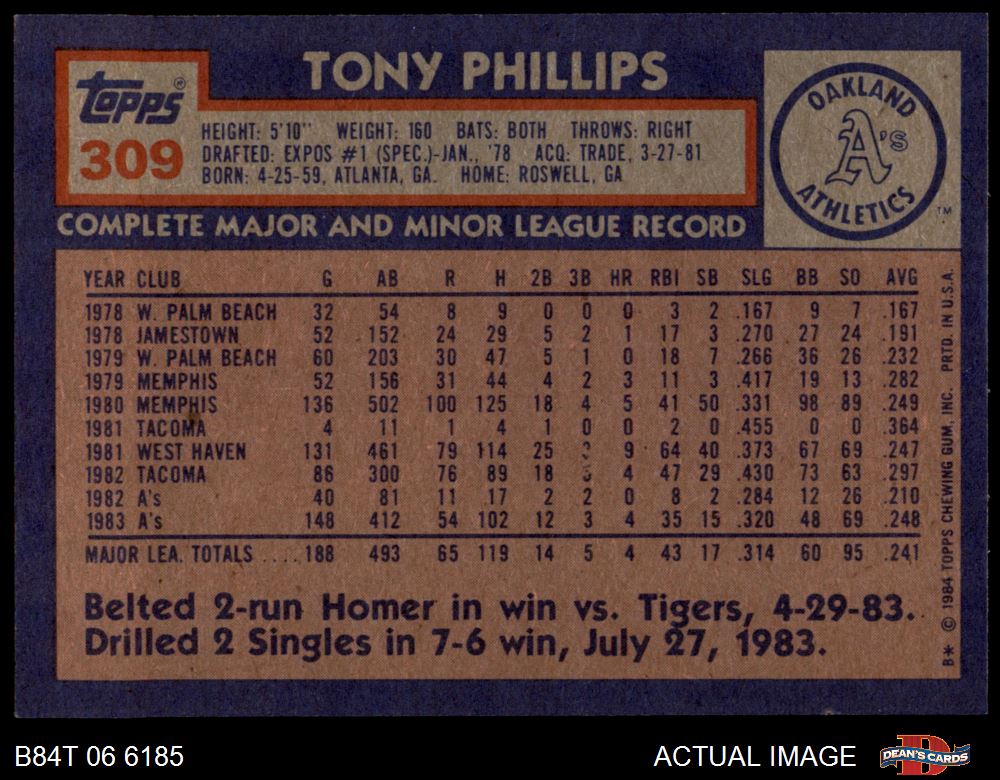 TONY PHILLIPS
topps®
309
HEIGHT: 5'10" WEIGHT: 160 BATS: BOTH THROWS: RIGHT
DRAFTED: EXPOS #1 (SPEC.)-JAN., '78 ACQ: TRADE, 3-27-81
BORN: 4-25-59, ATLANTA, GA. HOME: ROSWELL, GA
OAKLAND
A's
ATHLETICS
TM
COMPLETE MAJOR AND MINOR LEAGUE RECORD
YEAR CLUB G AB R H 2B 3B HR RBI SB SLG BB SO AVG
1978 W. PALM BEACH 32 54 8 9 0 0 0 3 2 .167 9 7 .167
1978 JAMESTOWN 52 152 24 29 5 2 1 17 3 .270 27 24 .191
1979 W. PALM BEACH 60 203 30 47 5 1 0 18 7 .266 36 26 .232
1979 MEMPHIS 52 156 31 44 4 2 3 11 3 .417 19 13 .282
1980 MEMPHIS 136 502 100 125 18 4 5 41 50 .331 98 89 .249
1981 TACOMA 4 11 1 4 1 0 0 2 0 .455 0 0 .364
1981 WEST HAVEN 131 461 79 114 25 9 64 40 .373 67 69 .247
1982 TACOMA 86 300 76 89 18 4 47 29 .430 73 63 .297
1982 A's 40 81 11 17 2 2 0 8 2 .284 12 26 .210
1983 A's 148 412 54 102 12 3 4 35 15 .320 48 69 .248
MAJOR LEA. TOTALS ....188 493 65 119 14 5 4 43 17 .314 60 95 .241
Belted 2-run Homer in win vs. Tigers, 4-29-83.
Drilled 2 Singles in 7-6 win, July 27, 1983.
B* © 1984 TOPPS CHEWING GUM, INC. PRTD. IN U.S.A.
B84T 06 6185
ACTUAL IMAGE
DEAN'S CARDS